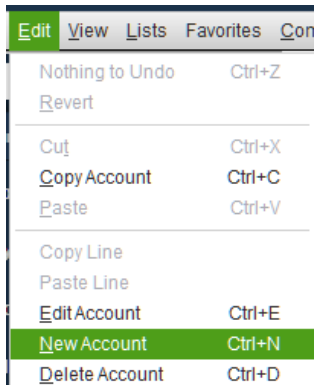 Edit View Lists Favorites Com
Nothing to Undo Ctrl+Z
Revert
Cut Ctrl+X
Copy Account Ctrl+C
Paste Ctrl+V
Copy Line
Paste Line
Edit Account Ctrl+E
New Account Ctrl+N
Delete Account Ctrl+D